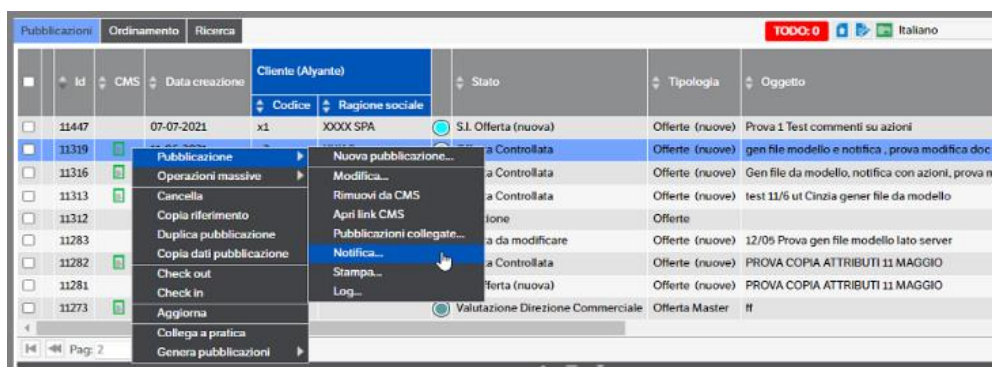 Pubblicazioni Ordinamento Ricerca TODO: 0 Italiano
Cliente (Alyante)
Id CMS Data creazione Stato Tipologia Oggetto
Codice Ragione sociale
11447 07-07-2021 x1 XXXX SPA S.I. Offerta (nuova) Offerte (nuove) Prova 1 Test commenti su azioni
11319 Controllata Offerte (nuove) gen file modello e notifica , prova modifica doc
Pubblicazione Nuova pubblicazione...
11316 Operazioni massive Modifica... Controllata Offerte (nuove) Gen file da modello, notifica con azioni, prova
11313 Cancella Rimuovi da CMS Controllata Offerte (nuove) test 11/6 ut Cinzia gener file da modello
11312 Copia riferimento Apri link CMS Offerte
11283 Duplica pubblicazione Pubblicazioni collegate... da modificare Offerte (nuove) 12/05 Prova gen file modello lato server
11282 Copia dati pubblicazione Notifica... Controllata Offerte (nuove) PROVA COPIA ATTRIBUTI 11 MAGGIO
Check out Stampa...
11281 Check in Log... (nuova) Offerte (nuove) PROVA COPIA ATTRIBUTI 11 MAGGIO
11273 Aggiorna Valutazione Direzione Commerciale Offerta Master ff
Collega a pratica
Pag: 2 Genera pubblicazioni